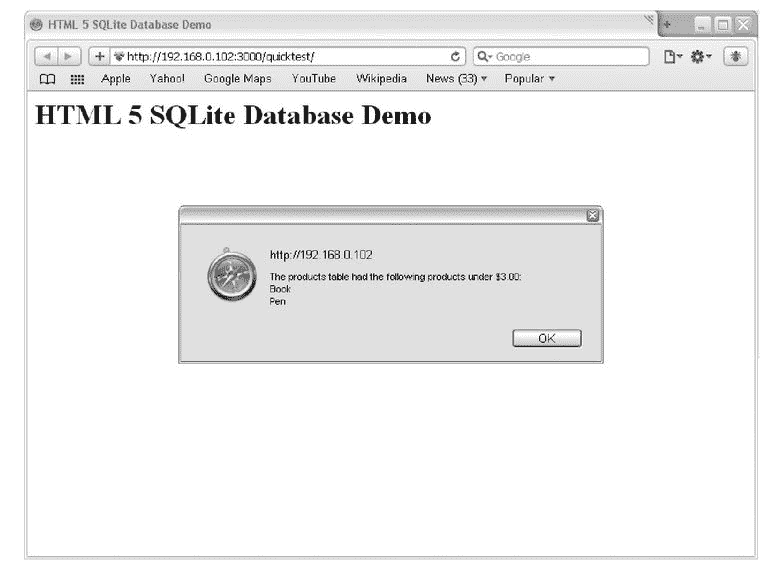 HTML 5 SQLite Database Demo
http://192.168.0.102:3000/quicktest/
Google
Apple Yahoo! Google Maps YouTube Wikipedia News (33) Popular
HTML 5 SQLite Database Demo
http://192.168.0.102
The products table had the following products under $3.00:
Book
Pen
OK